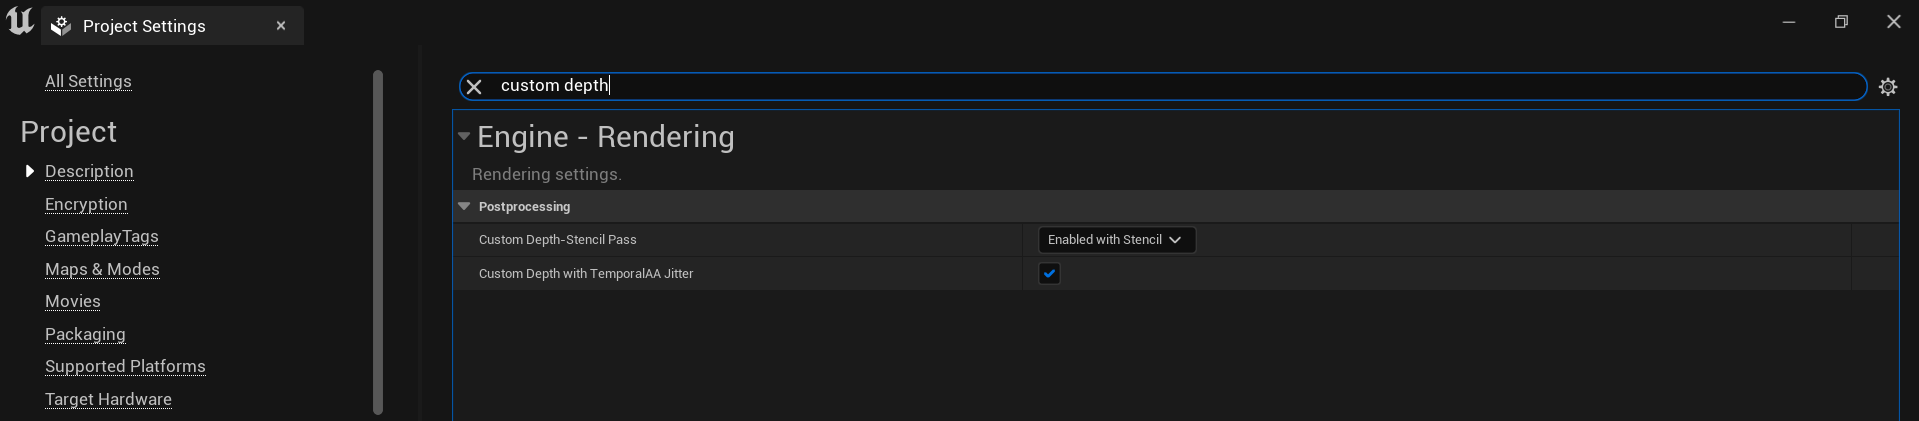 Project Settings
All Settings
Project
Description
Encryption
GameplayTags
Maps & Modes
Movies
Packaging
Supported Platforms
Target Hardware
custom depth
Engine - Rendering
Rendering settings.
Postprocessing
Custom Depth-Stencil Pass
Enabled with Stencil
Custom Depth with TemporalAA Jitter